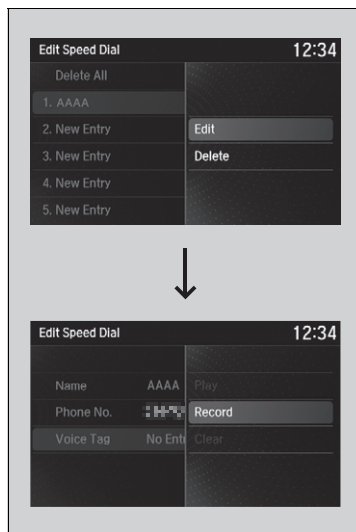 Edit Speed Dial 12:34
Delete All
1. AAAA
2. New Entry Edit
3. New Entry Delete
4. New Entry
5. New Entry
Edit Speed Dial 12:34
Name AAAA Play
Phone No. Record
Voice Tag No Entr Clear